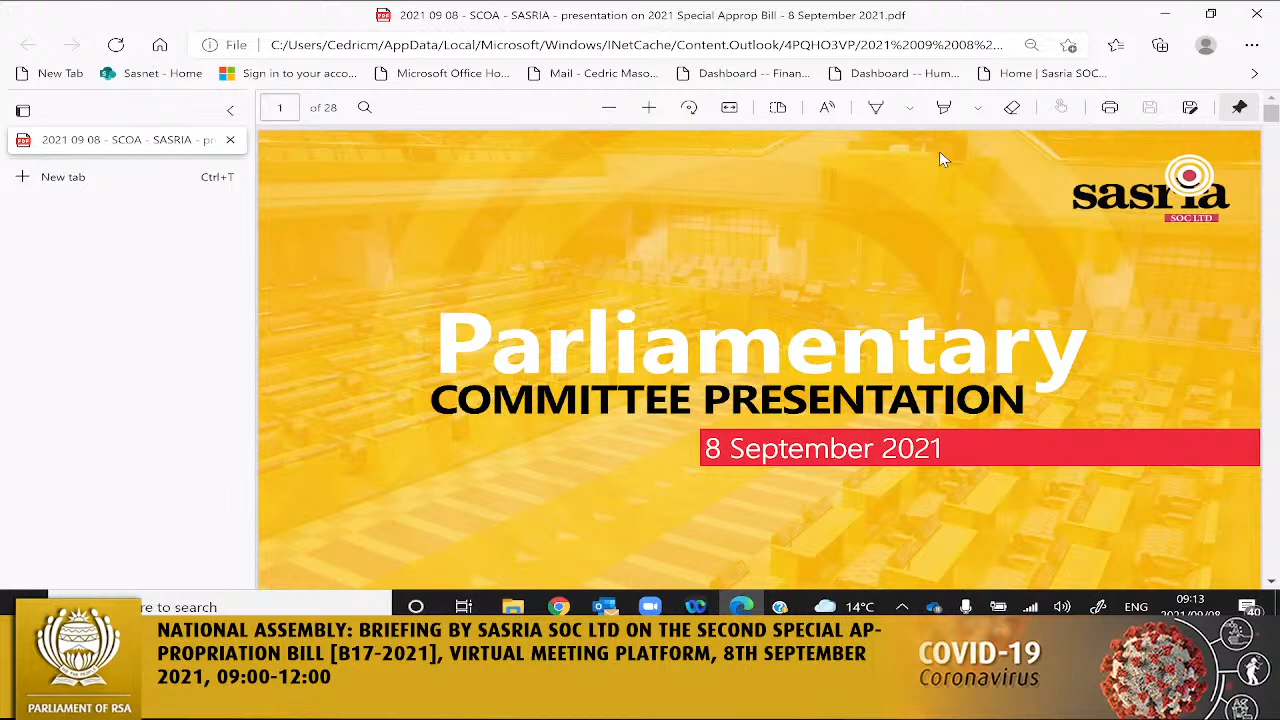 2021 09 08 - SCOA - SASRIA - presentation on 2021 Special Approp Bill - 8 September 2021.pdf
File C:/Users/Cedricm/AppData/Local/Microsoft/Windows/INetCache/Content.Outlook/4PQHO3VP/2021%2009%2008%2...
New Tab Sasnet - Home Sign in to your acco... Microsoft Office Ho... Mail - Cedric Maso... Dashboard -- Finan... Dashboard -- Hum... Home | Sasria SOC...
1 of 28
2021 09 08 - SCOA - SASRIA - pr
New tab Ctrl+T
sasria
SOC LTD
Parliamentary
COMMITTEE PRESENTATION
8 September 2021
re to search
14°C ENG 09:13
2021/09/08
40
NATIONAL ASSEMBLY: BRIEFING BY SASRIA SOC LTD ON THE SECOND SPECIAL AP-
PROPRIATION BILL [B17-2021], VIRTUAL MEETING PLATFORM, 8TH SEPTEMBER
2021, 09:00-12:00
PARLIAMENT OF RSA
COVID-19
Coronavirus